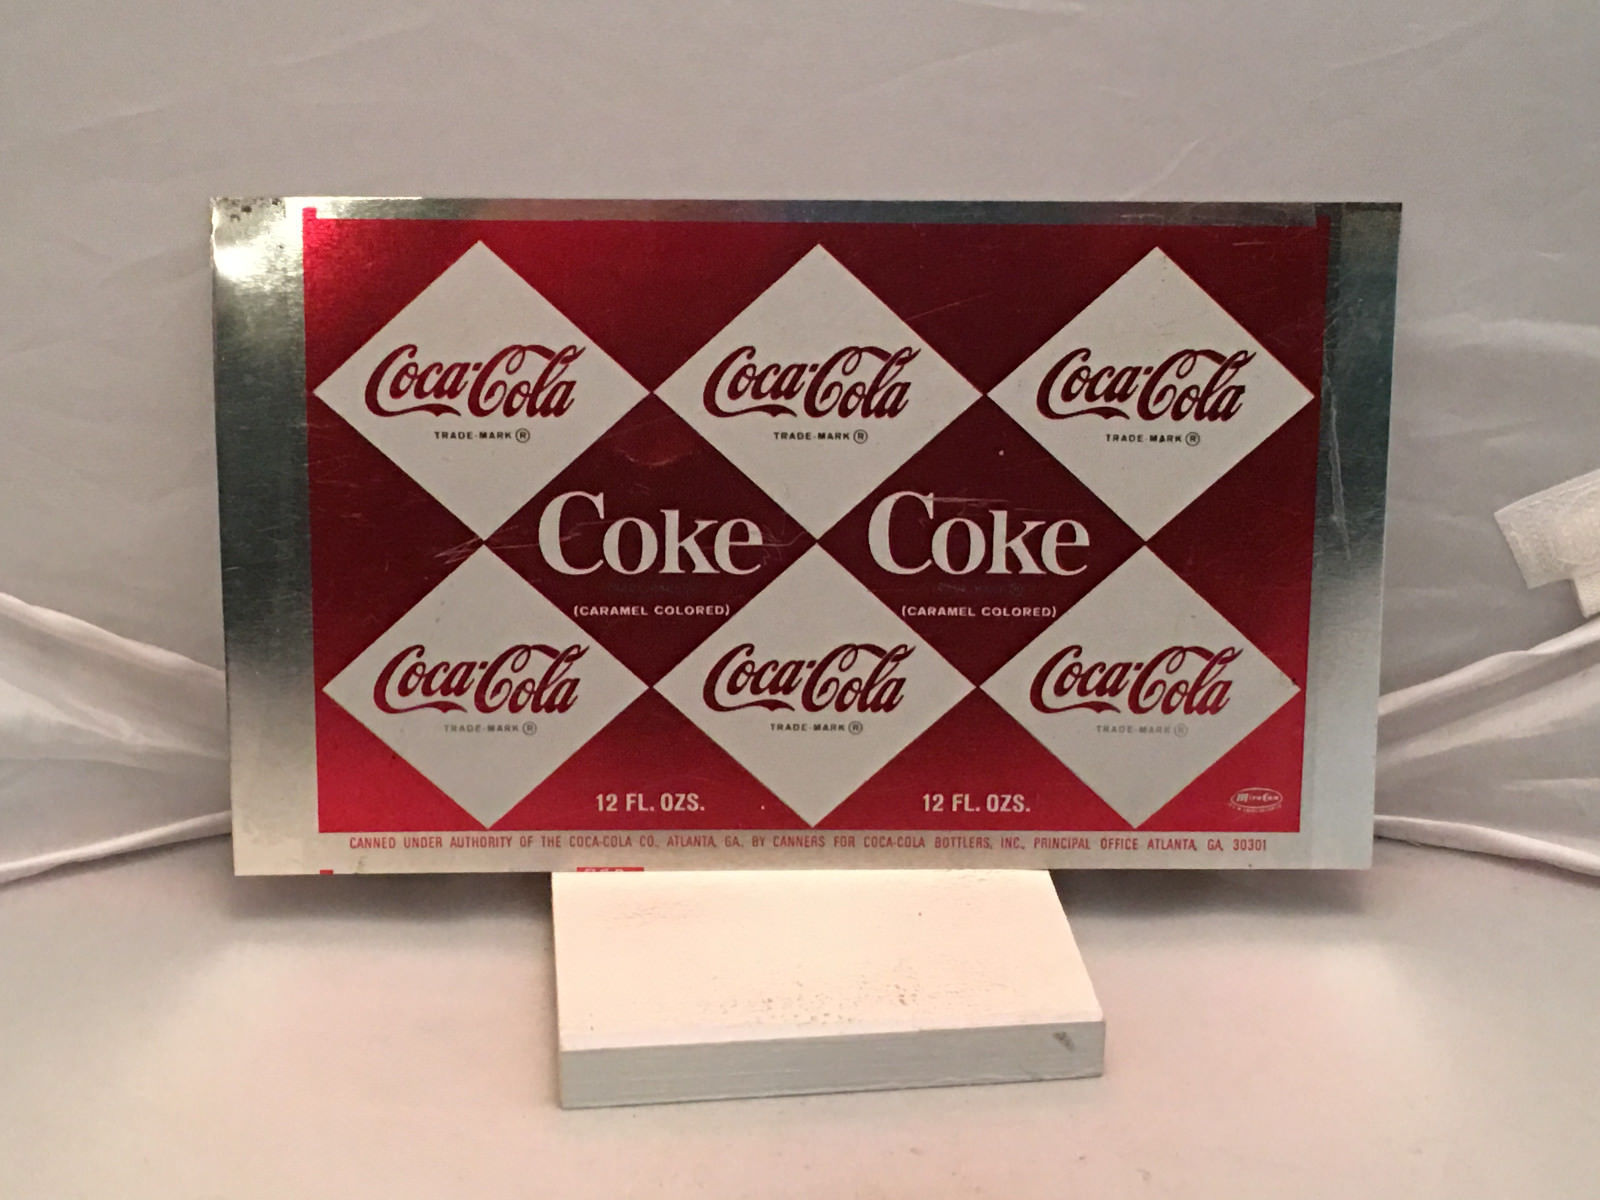 Coca-Cola Coca-Cola Coca-Cola
TRADE-MARK ® TRADE-MARK ® TRADE-MARK ®
Coke Coke
(CARAMEL COLORED) (CARAMEL COLORED)
Coca-Cola Coca-Cola Coca-Cola
TRADE-MARK ® TRADE-MARK ® TRADE-MARK ®
12 FL. OZS. 12 FL. OZS.
MiraCan
CANNED UNDER AUTHORITY OF THE COCA-COLA CO., ATLANTA, GA., BY CANNERS FOR COCA-COLA BOTTLERS, INC., PRINCIPAL OFFICE ATLANTA, GA. 30301